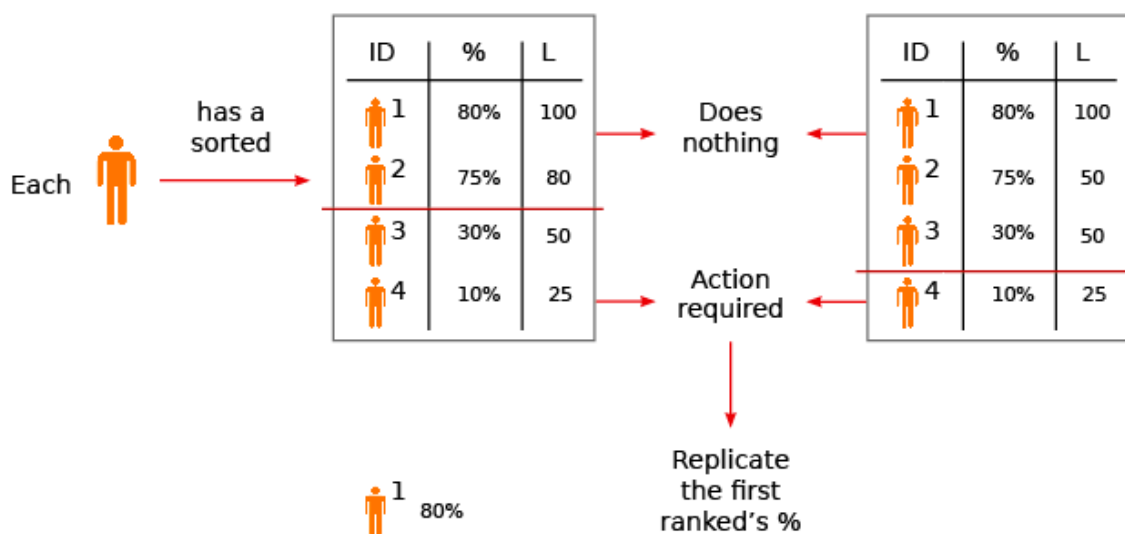 Each
has a
sorted
ID % L
1 80% 100
2 75% 80
3 30% 50
4 10% 25
Does
nothing
Action
required
Replicate
the first
ranked's %
ID % L
1 80% 100
2 75% 50
3 30% 50
4 10% 25
1 80%